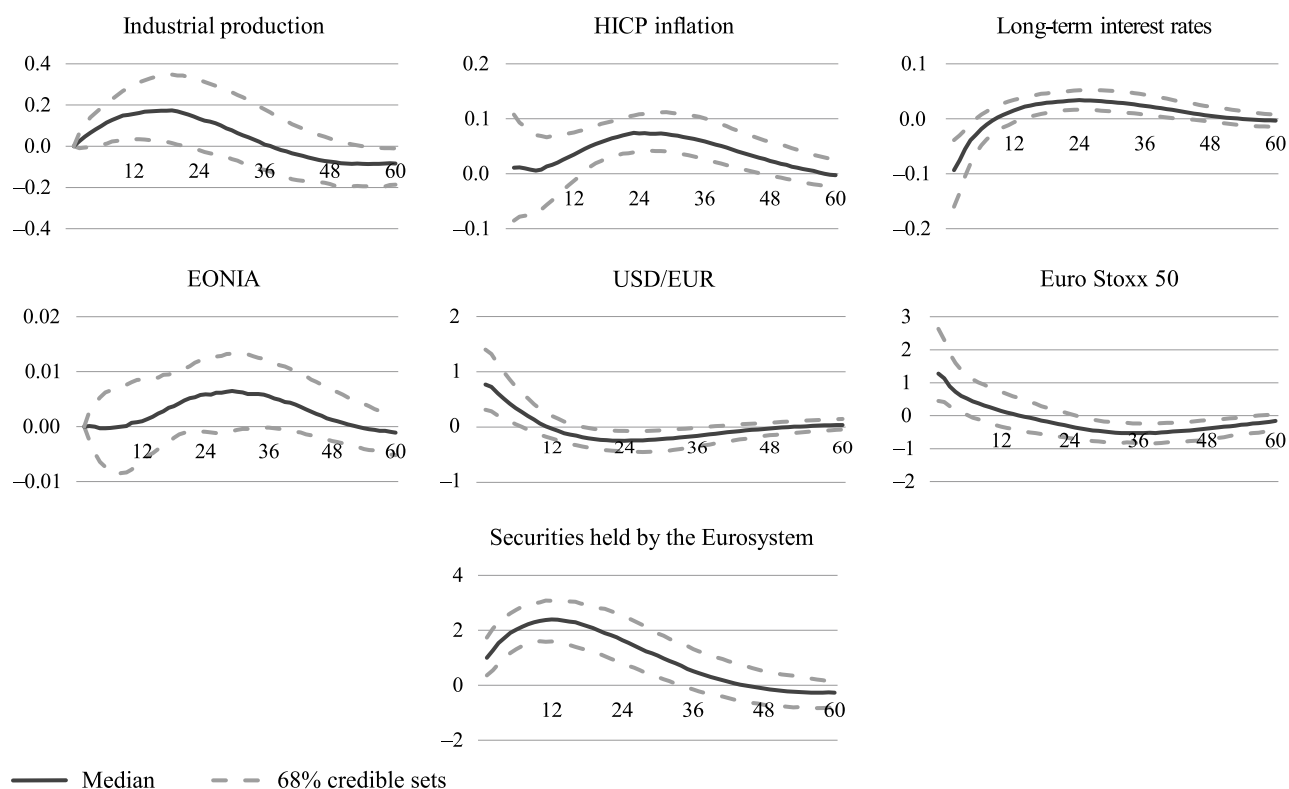 Industrial production
0.4
0.2
0.0
–0.2
–0.4
12 24 36 48 60
HICP inflation
0.2
0.1
0.0
–0.1
12 24 36 48 60
Long-term interest rates
0.1
0.0
–0.1
–0.2
12 24 36 48 60
EONIA
0.02
0.01
0.00
–0.01
12 24 36 48 60
USD/EUR
2
1
0
–1
12 24 36 48 60
Euro Stoxx 50
3
2
1
0
–1
–2
12 24 36 48 60
Securities held by the Eurosystem
4
2
0
–2
12 24 36 48 60
Median 68% credible sets